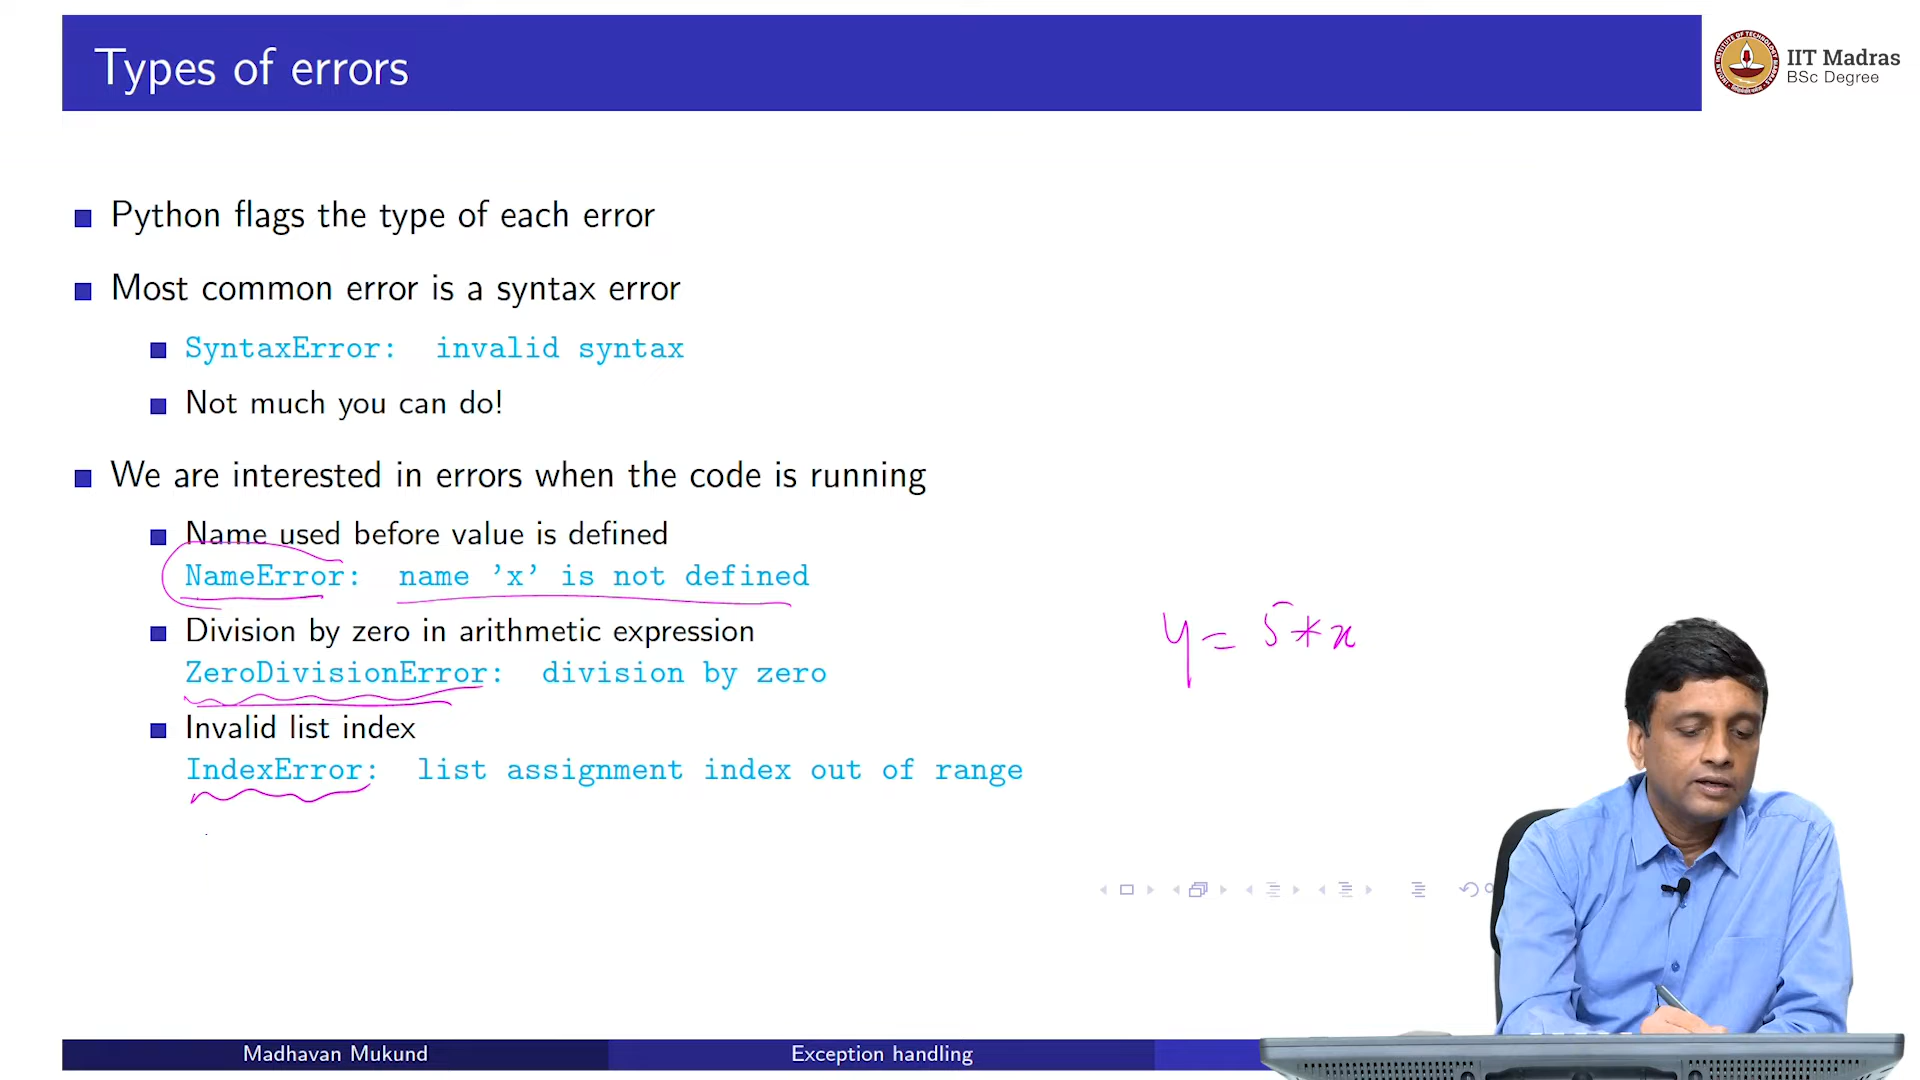 Types of errors
IIT Madras
BSc Degree
Python flags the type of each error
Most common error is a syntax error
SyntaxError: invalid syntax
Not much you can do!
We are interested in errors when the code is running
Name used before value is defined
NameError: name ’x’ is not defined
y = 5*x
Division by zero in arithmetic expression
ZeroDivisionError: division by zero
Invalid list index
IndexError: list assignment index out of range
Madhavan Mukund
Exception handling